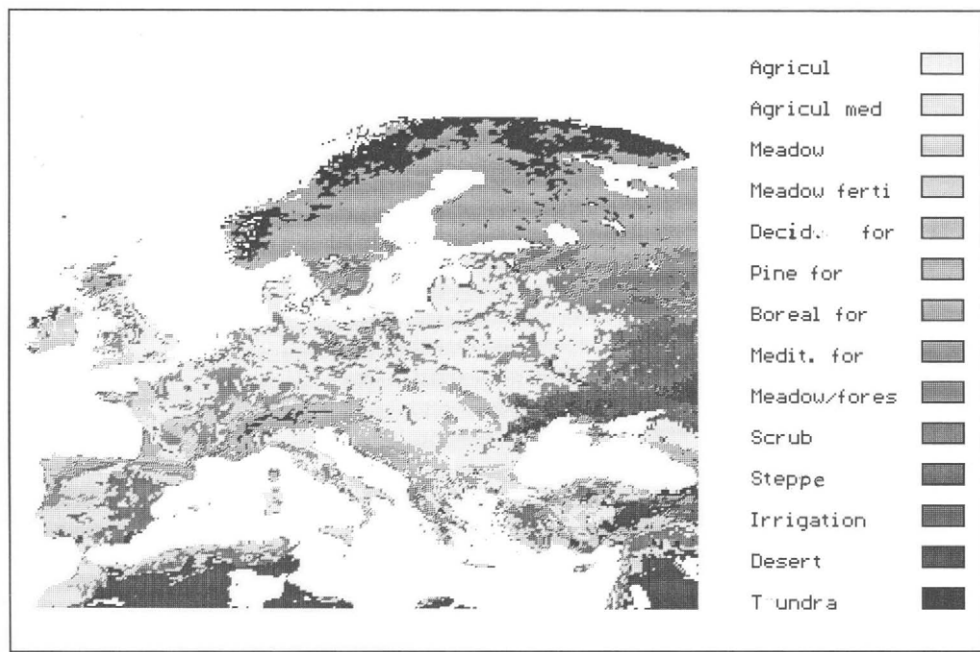 Agricul
Agricul med
Meadow
Meadow ferti
Decid. for
Pine for
Boreal for
Medit. for
Meadow/fores
Scrub
Steppe
Irrigation
Desert
Tundra